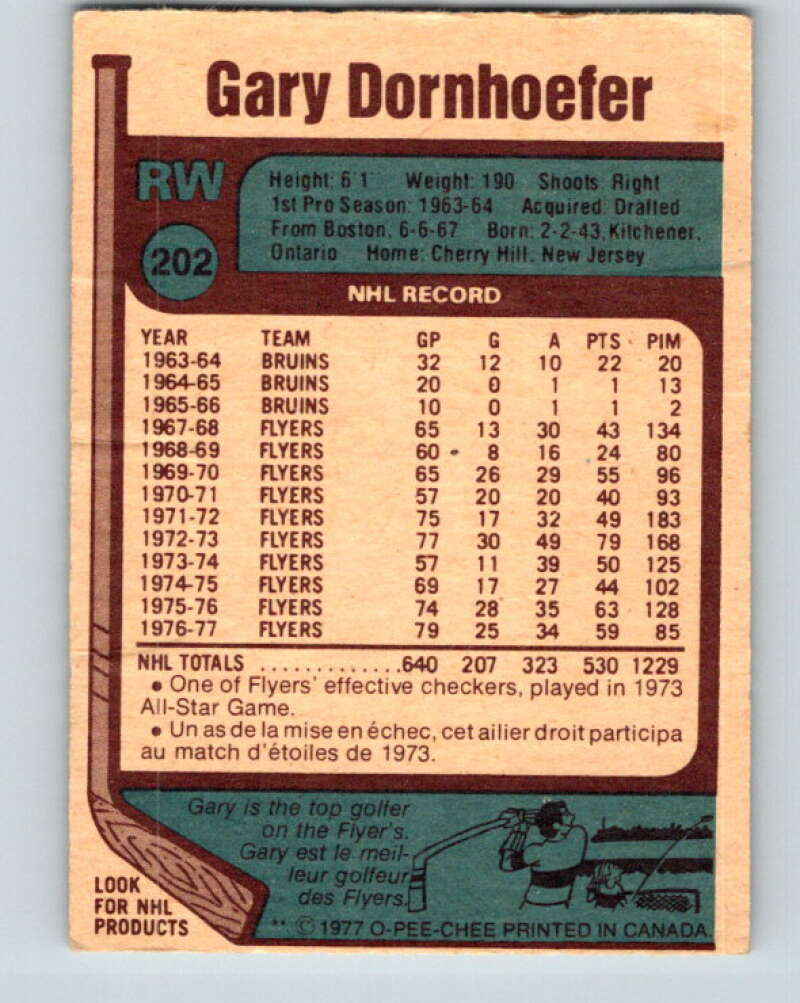 Gary Dornhoefer
RW
202
Height: 6'1" Weight: 190 Shoots: Right
1st Pro Season: 1963-64 Acquired: Drafted
From Boston, 6-6-67 Born: 2-2-43, Kitchener,
Ontario Home: Cherry Hill, New Jersey
NHL RECORD
YEAR TEAM GP G A PTS PIM
1963-64 BRUINS 32 12 10 22 20
1964-65 BRUINS 20 0 1 1 13
1965-66 BRUINS 10 0 1 1 2
1967-68 FLYERS 65 13 30 43 134
1968-69 FLYERS 60 8 16 24 80
1969-70 FLYERS 65 26 29 55 96
1970-71 FLYERS 57 20 20 40 93
1971-72 FLYERS 75 17 32 49 183
1972-73 FLYERS 77 30 49 79 168
1973-74 FLYERS 57 11 39 50 125
1974-75 FLYERS 69 17 27 44 102
1975-76 FLYERS 74 28 35 63 128
1976-77 FLYERS 79 25 34 59 85
NHL TOTALS .............640 207 323 530 1229
• One of Flyers' effective checkers, played in 1973
All-Star Game.
• Un as de la mise en échec, cet ailier droit participa
au match d'étoiles de 1973.
Gary is the top golfer
on the Flyer's.
Gary est le meil-
leur golfeur
des Flyers.
LOOK
FOR NHL
PRODUCTS
** © 1977 O-PEE-CHEE PRINTED IN CANADA.